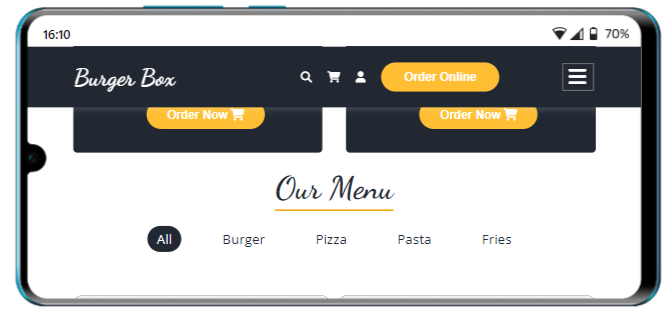 16:10 70%
Burger Box Order Online
Order Now Order Now
Our Menu
All Burger Pizza Pasta Fries